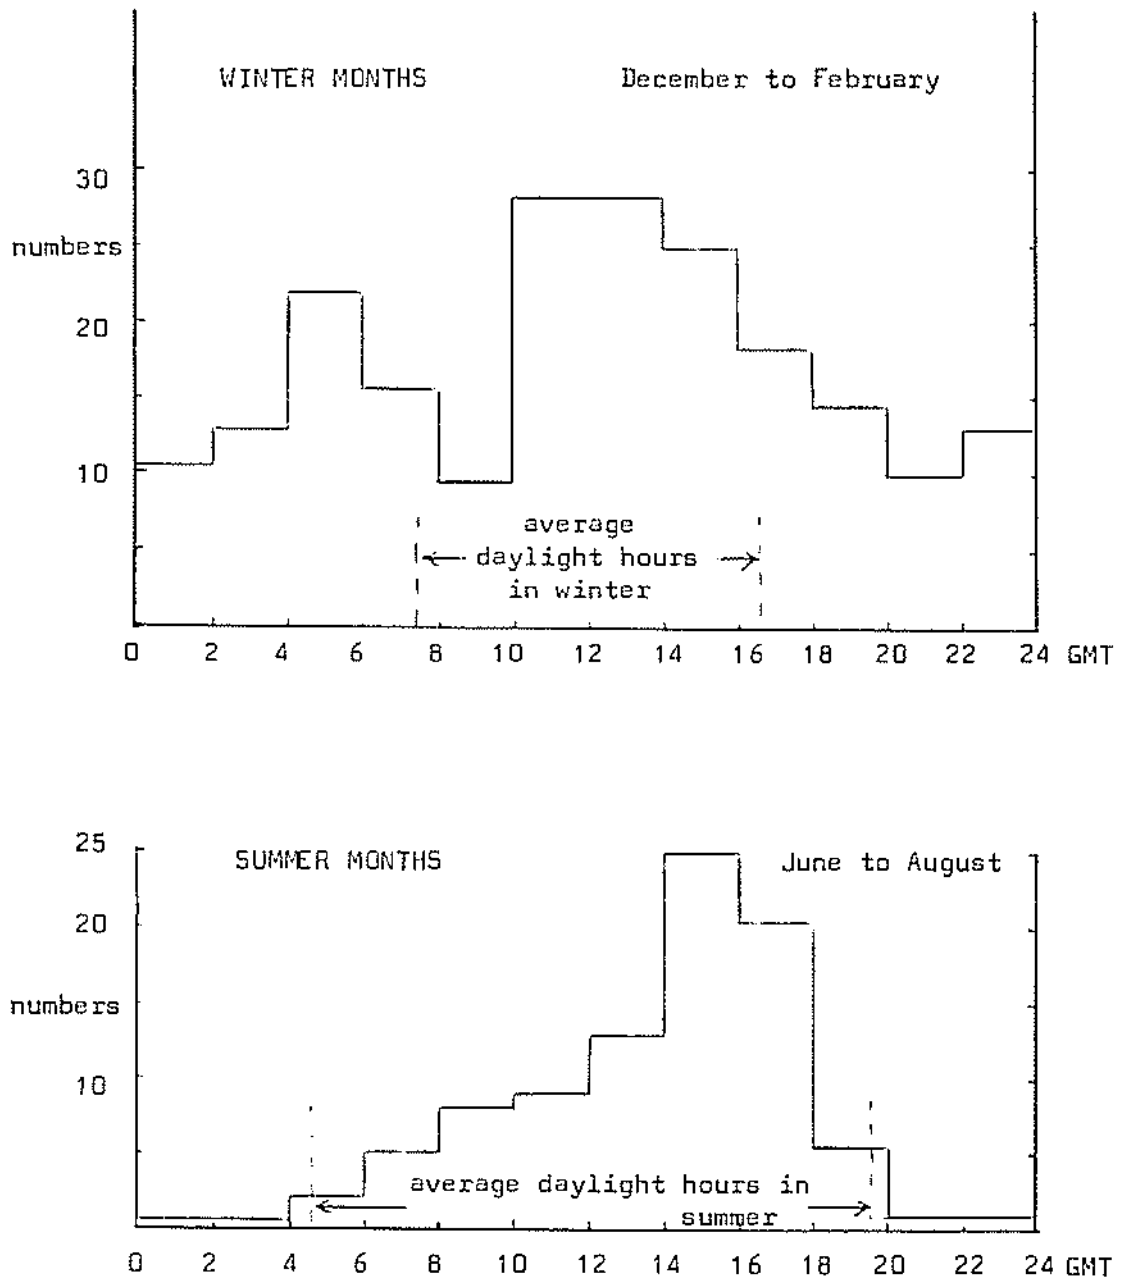 WINTER MONTHS December to February
30
numbers
20
10
average
daylight hours
in winter
0 2 4 6 8 10 12 14 16 18 20 22 24 GMT
25
SUMMER MONTHS June to August
20
numbers
10
average daylight hours in
summer
0 2 4 6 8 10 12 14 16 18 20 22 24 GMT